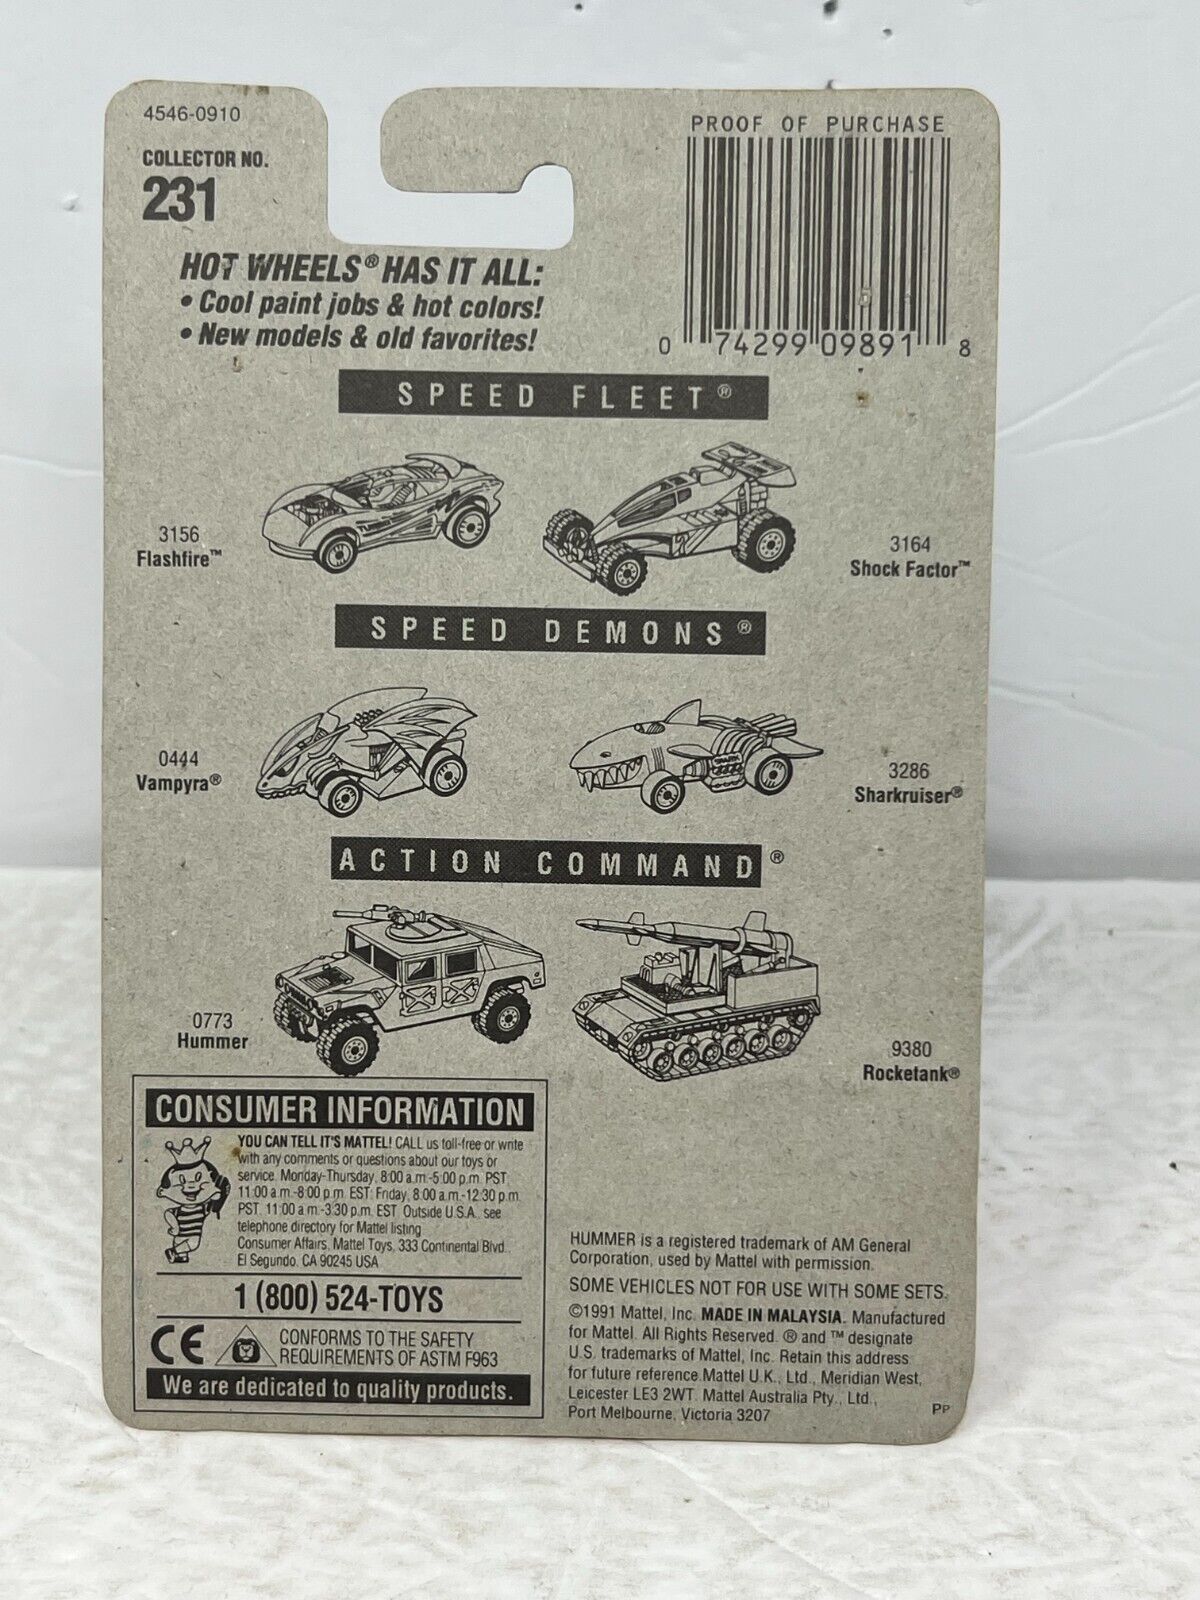 4546-0910
COLLECTOR NO.
231
PROOF OF PURCHASE
0 74299 09891 8
HOT WHEELS® HAS IT ALL:
• Cool paint jobs & hot colors!
• New models & old favorites!
SPEED FLEET®
3156
Flashfire™
3164
Shock Factor™
SPEED DEMONS®
0444
Vampyra®
3286
Sharkruiser®
ACTION COMMAND®
0773
Hummer
9380
Rocketank®
CONSUMER INFORMATION
YOU CAN TELL IT'S MATTEL! CALL us toll-free or write
with any comments or questions about our toys or
service. Monday-Thursday, 8:00 a.m.-5:00 p.m. PST,
11:00 a.m.-8:00 p.m. EST: Friday, 8:00 a.m.-12:30 p.m.
PST, 11:00 a.m.-3:30 p.m. EST. Outside U.S.A., see
telephone directory for Mattel listing
Consumer Affairs, Mattel Toys, 333 Continental Blvd.,
El Segundo, CA 90245 USA
1 (800) 524-TOYS
CE
CONFORMS TO THE SAFETY
REQUIREMENTS OF ASTM F963
We are dedicated to quality products.
HUMMER is a registered trademark of AM General
Corporation, used by Mattel with permission.
SOME VEHICLES NOT FOR USE WITH SOME SETS.
©1991 Mattel, Inc. MADE IN MALAYSIA. Manufactured
for Mattel. All Rights Reserved. ® and ™ designate
U.S. trademarks of Mattel, Inc. Retain this address
for future reference. Mattel U.K., Ltd., Meridian West,
Leicester LE3 2WT. Mattel Australia Pty., Ltd.,
Port Melbourne, Victoria 3207
PP